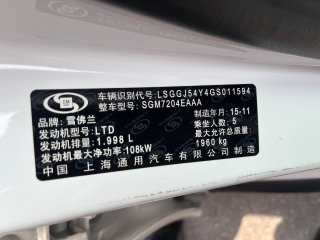 车辆识别代号: LSGGJ54Y4GS011594
整车型号: SGM7204EAAA
品牌: 雪佛兰 制造年月: 15-11
发动机型号: LTD 乘坐人数: 5
发动机排量: 1.998 L 最大允许总质量:
发动机最大净功率: 108kW 1960 kg
中国 上海通用汽车有限公司制造